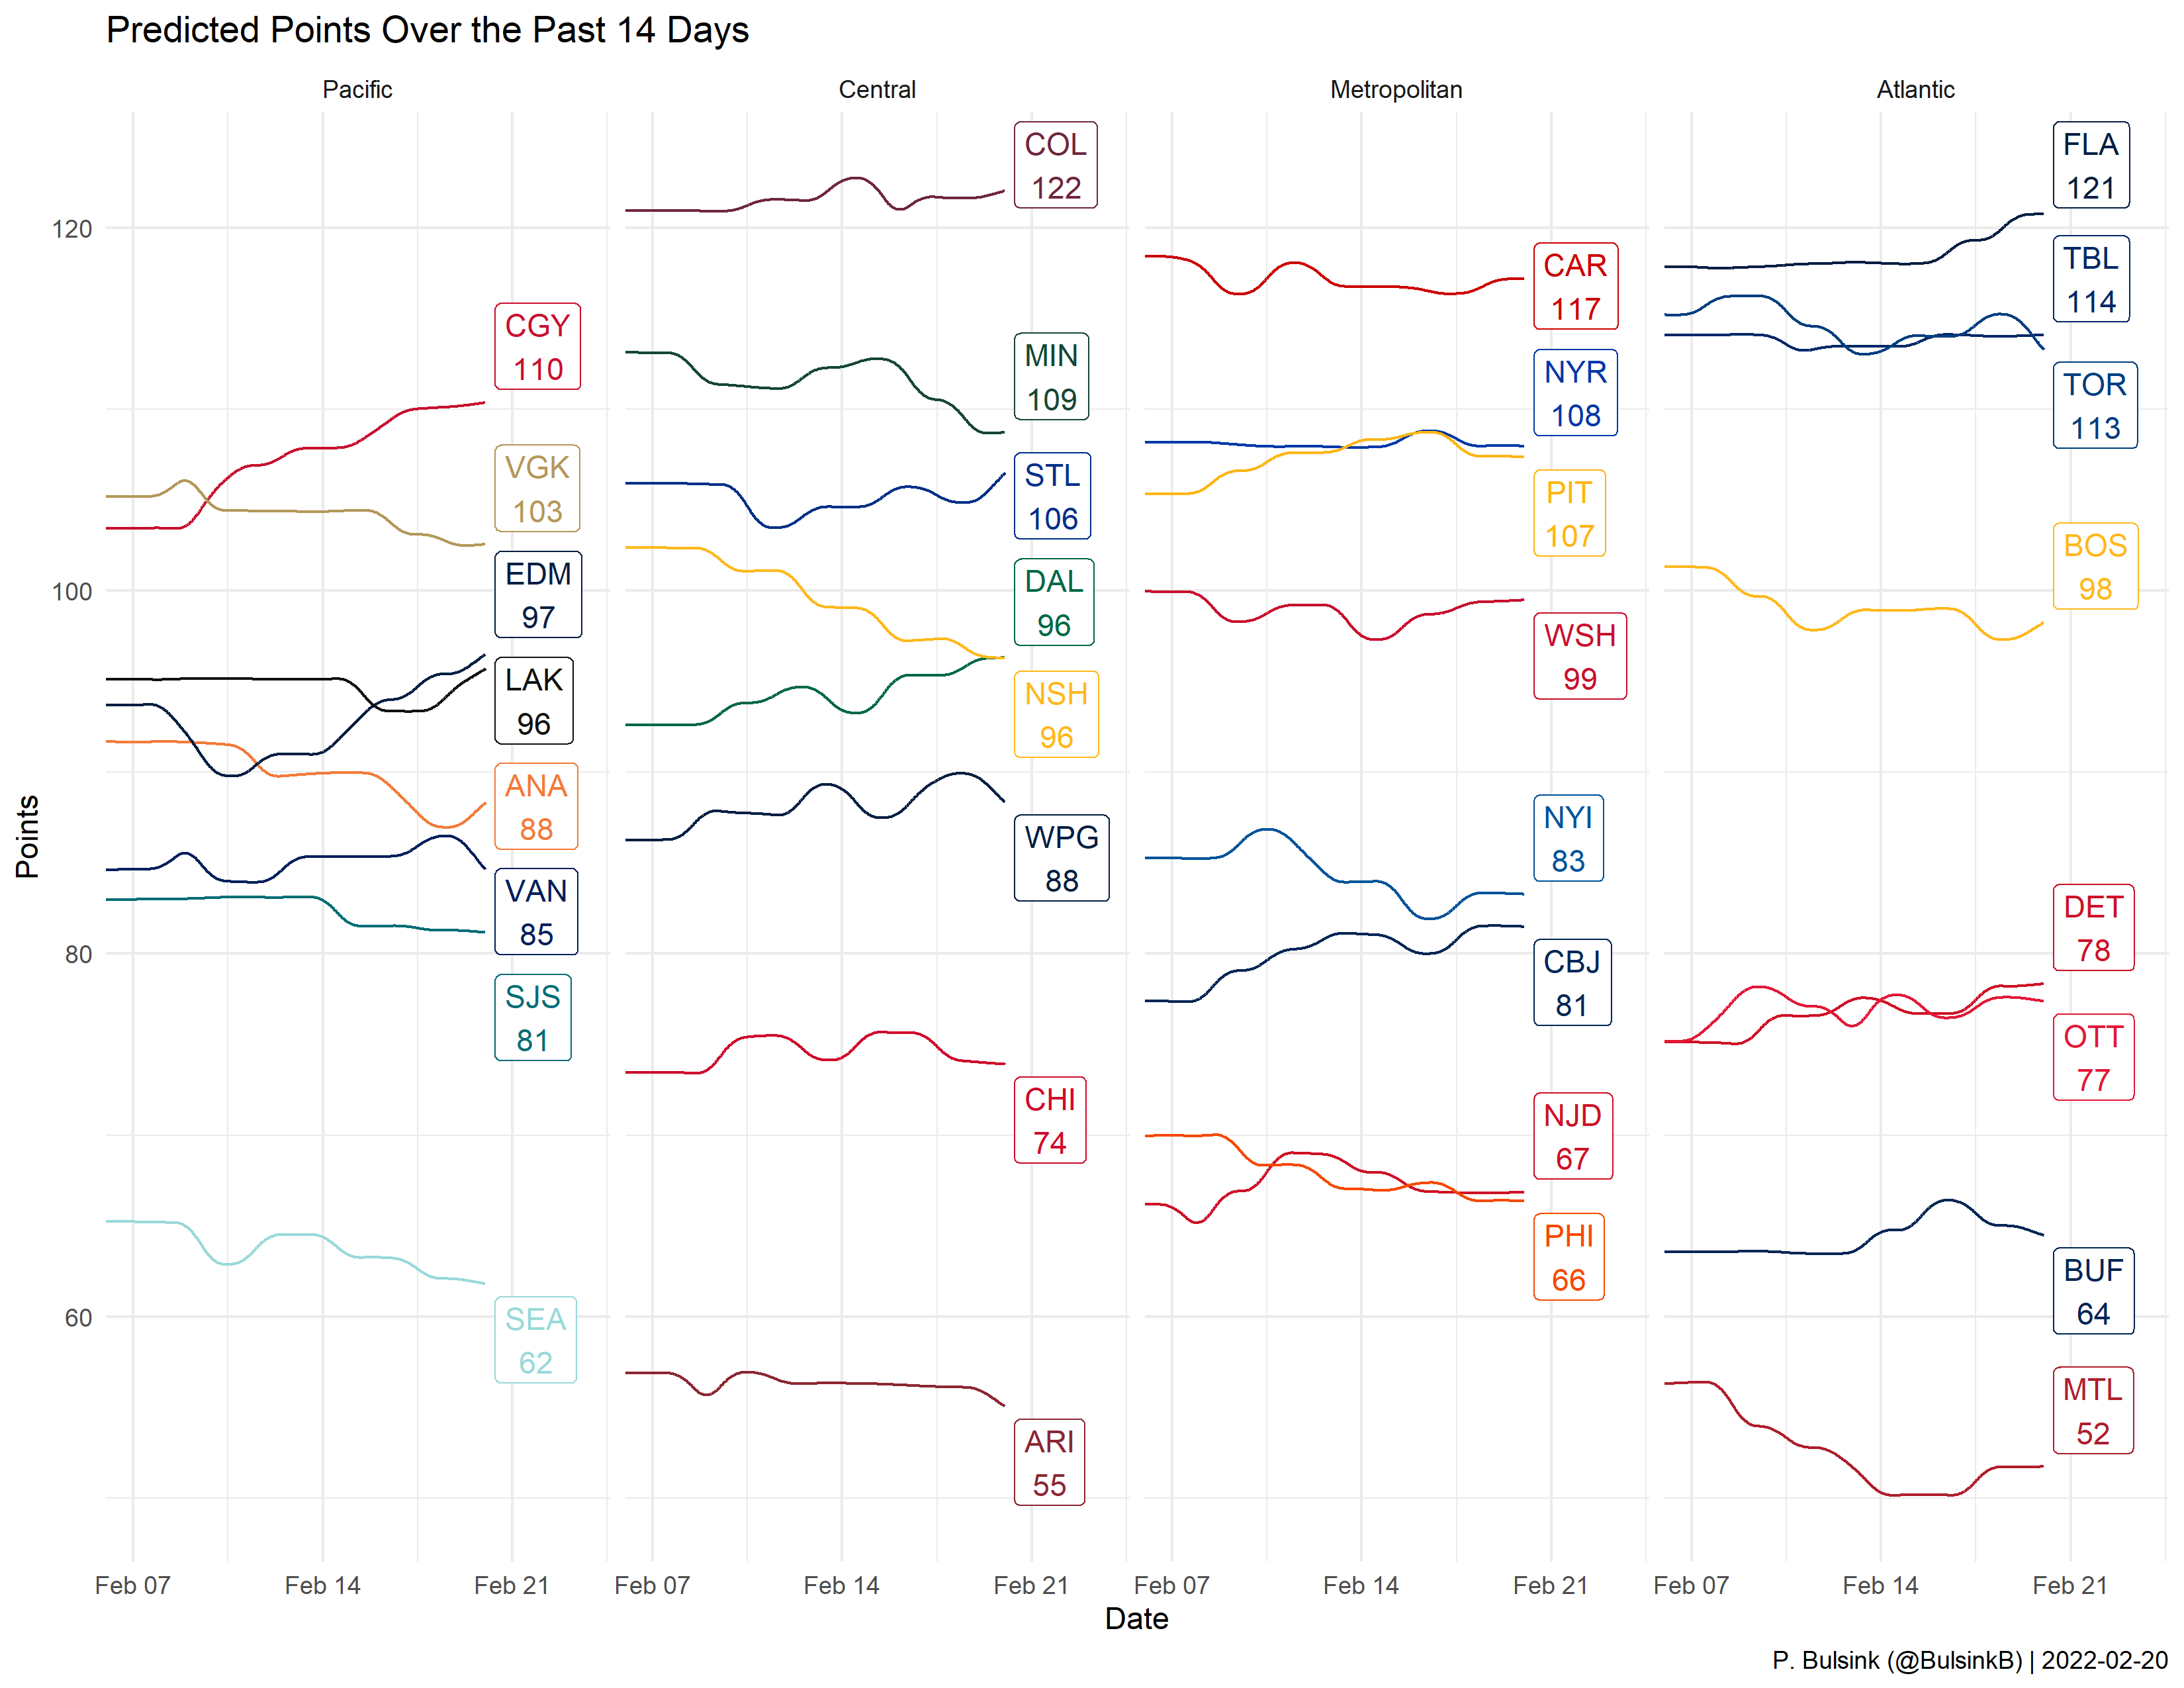 Predicted Points Over the Past 14 Days
Pacific
Central
Metropolitan
Atlantic
Points
120
100
80
60
CGY
110
VGK
103
EDM
97
LAK
96
ANA
88
VAN
85
SJS
81
SEA
62
COL
122
MIN
109
STL
106
DAL
96
NSH
96
WPG
88
CHI
74
ARI
55
CAR
117
NYR
108
PIT
107
WSH
99
NYI
83
CBJ
81
NJD
67
PHI
66
FLA
121
TBL
114
TOR
113
BOS
98
DET
78
OTT
77
BUF
64
MTL
52
Feb 07
Feb 14
Feb 21
Feb 07
Feb 14
Feb 21
Feb 07
Feb 14
Feb 21
Feb 07
Feb 14
Feb 21
Date
P. Bulsink (@BulsinkB) | 2022-02-20